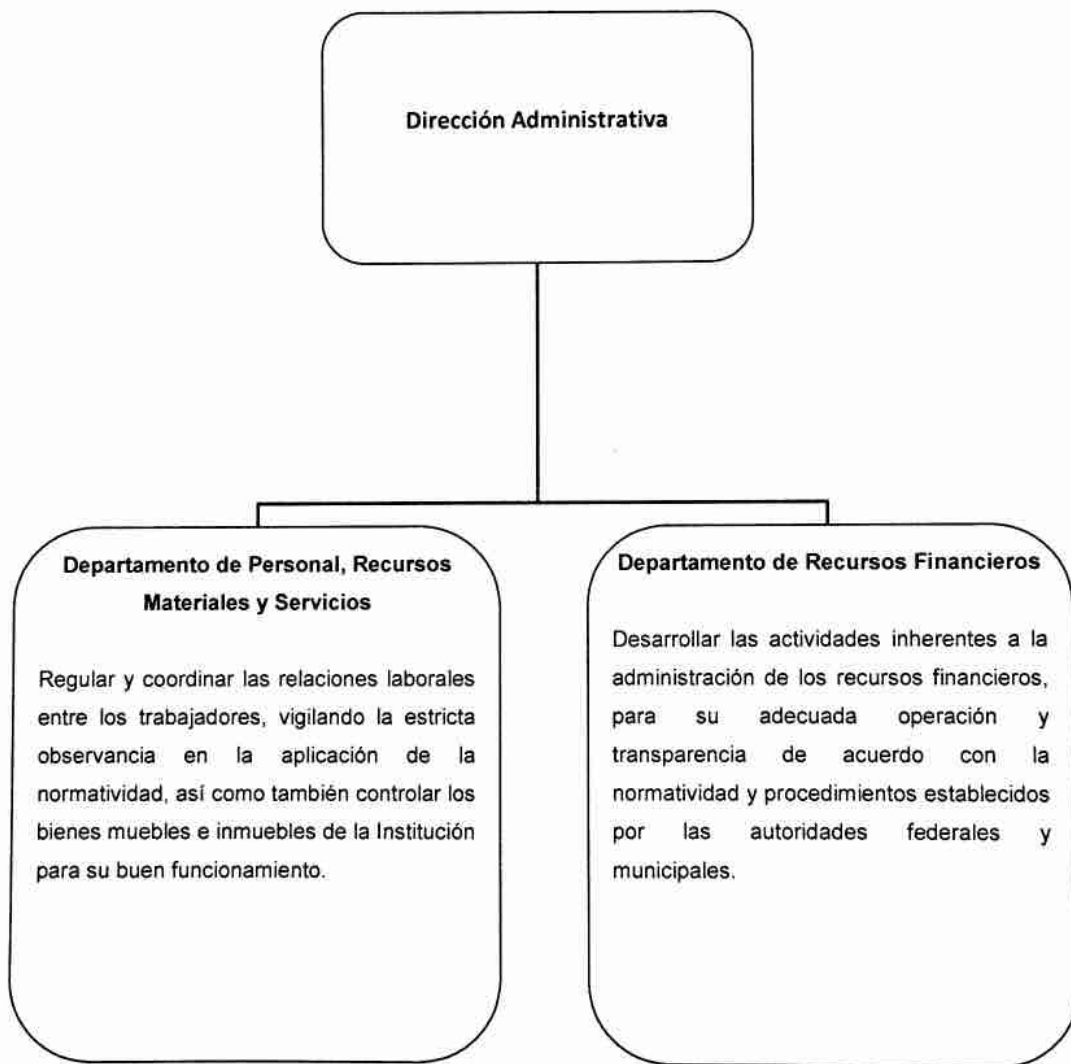 Dirección Administrativa
Departamento de Personal, Recursos
Materiales y Servicios
Regular y coordinar las relaciones laborales
entre los trabajadores, vigilando la estricta
observancia en la aplicación de la
normatividad, así como también controlar los
bienes muebles e inmuebles de la Institución
para su buen funcionamiento.
Departamento de Recursos Financieros
Desarrollar las actividades inherentes a la
administración de los recursos financieros,
para su adecuada operación y
transparencia de acuerdo con la
normatividad y procedimientos establecidos
por las autoridades federales y
municipales.